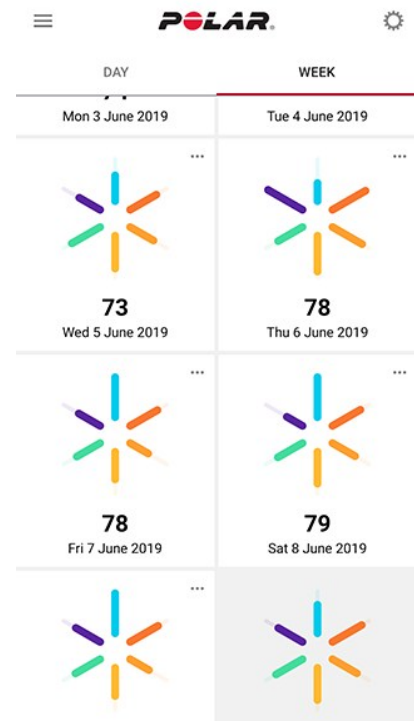 POLAR
DAY WEEK
Mon 3 June 2019 Tue 4 June 2019
73 78
Wed 5 June 2019 Thu 6 June 2019
78 79
Fri 7 June 2019 Sat 8 June 2019